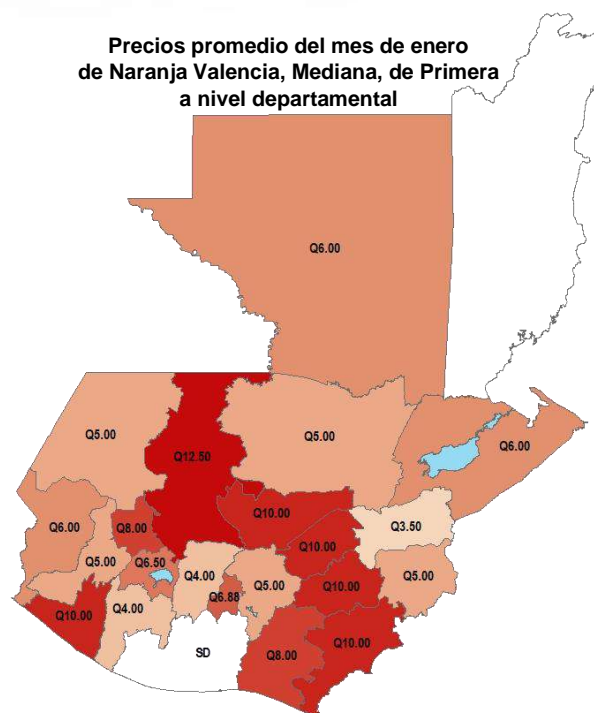 Precios promedio del mes de enero
de Naranja Valencia, Mediana, de Primera
a nivel departamental
Q6.00
Q5.00
Q12.50
Q5.00
Q6.00
Q6.00
Q8.00
Q10.00
Q3.50
Q5.00
Q6.50
Q4.00
Q10.00
Q5.00
Q10.00
Q5.00
Q10.00
Q4.00
Q6.88
Q10.00
SD
Q8.00